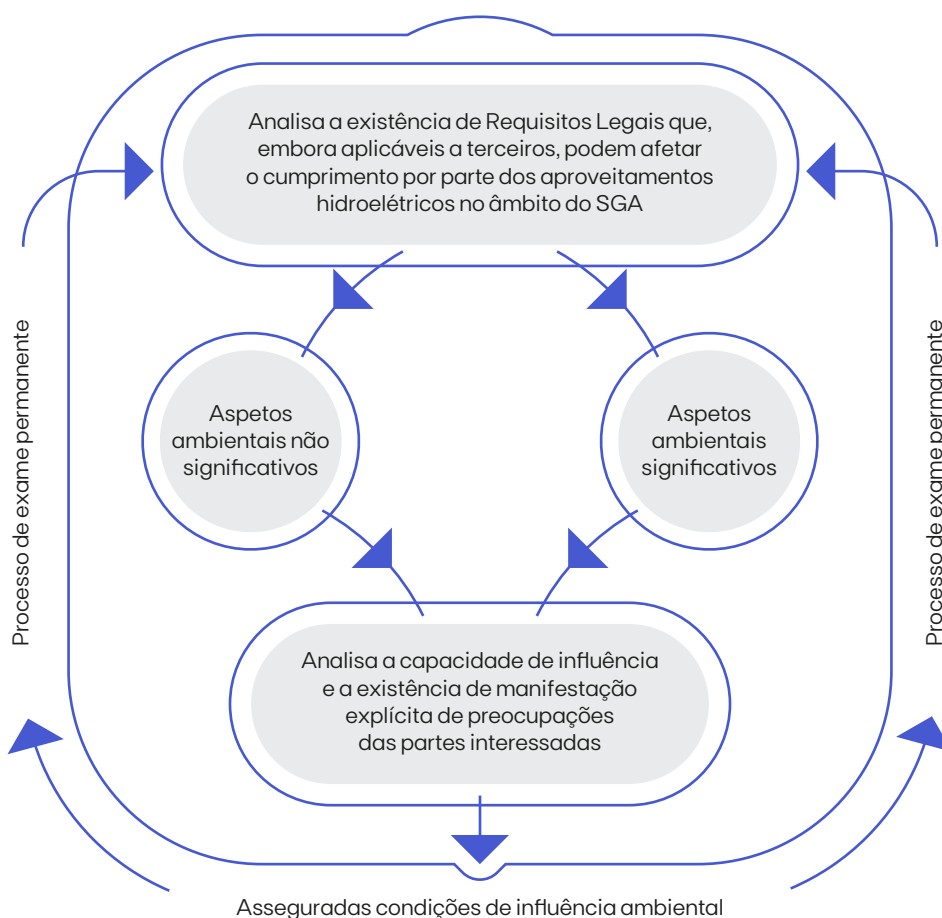 Analisa a existência de Requisitos Legais que,
embora aplicáveis a terceiros, podem afetar
o cumprimento por parte dos aproveitamentos
hidroelétricos no âmbito do SGA
Processo de exame permanente
Aspetos
ambientais não
significativos
Aspetos
ambientais
significativos
Processo de exame permanente
Analisa a capacidade de influência
e a existência de manifestação
explícita de preocupações
das partes interessadas
Asseguradas condições de influência ambiental